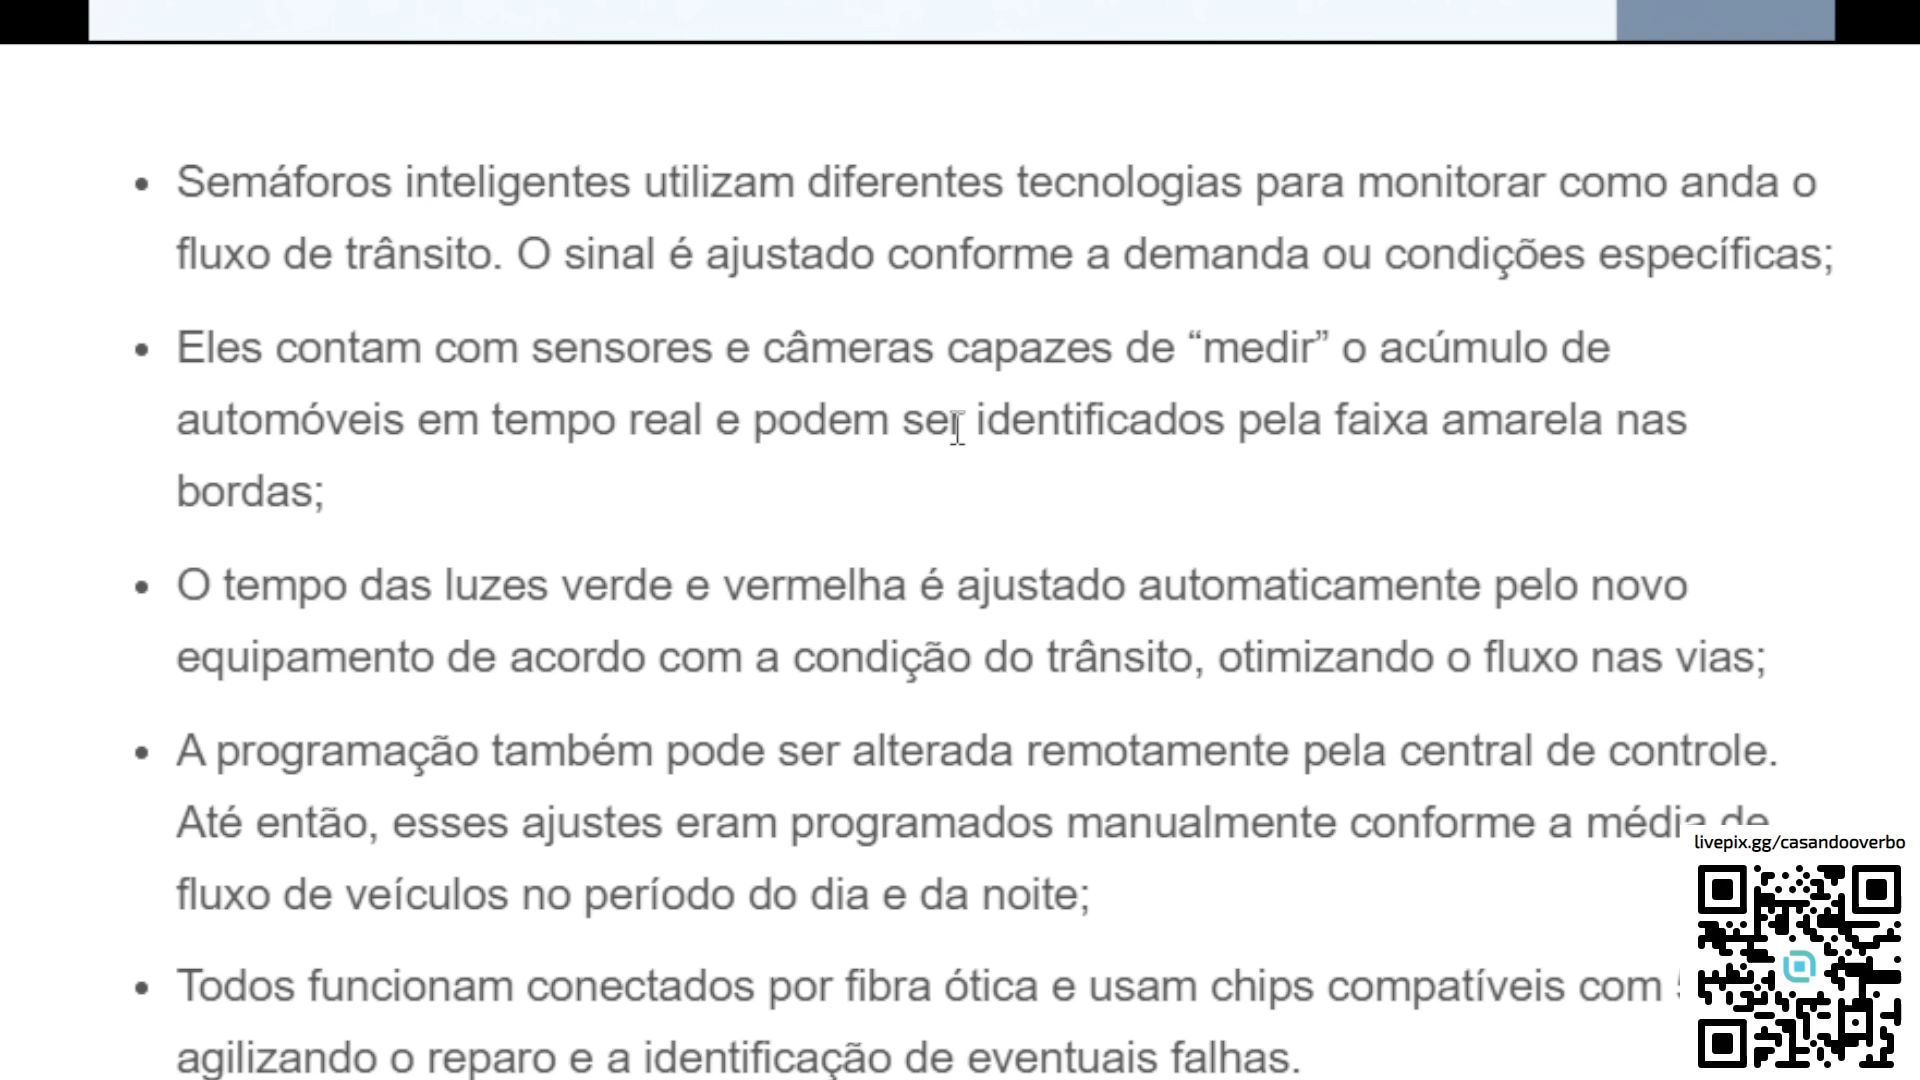 • Semáforos inteligentes utilizam diferentes tecnologias para monitorar como anda o
fluxo de trânsito. O sinal é ajustado conforme a demanda ou condições específicas;
• Eles contam com sensores e câmeras capazes de “medir” o acúmulo de
automóveis em tempo real e podem ser identificados pela faixa amarela nas
bordas;
• O tempo das luzes verde e vermelha é ajustado automaticamente pelo novo
equipamento de acordo com a condição do trânsito, otimizando o fluxo nas vias;
• A programação também pode ser alterada remotamente pela central de controle.
Até então, esses ajustes eram programados manualmente conforme a média de
fluxo de veículos no período do dia e da noite;
• Todos funcionam conectados por fibra ótica e usam chips compatíveis com
agilizando o reparo e a identificação de eventuais falhas.
livepix.gg/casandooverbo